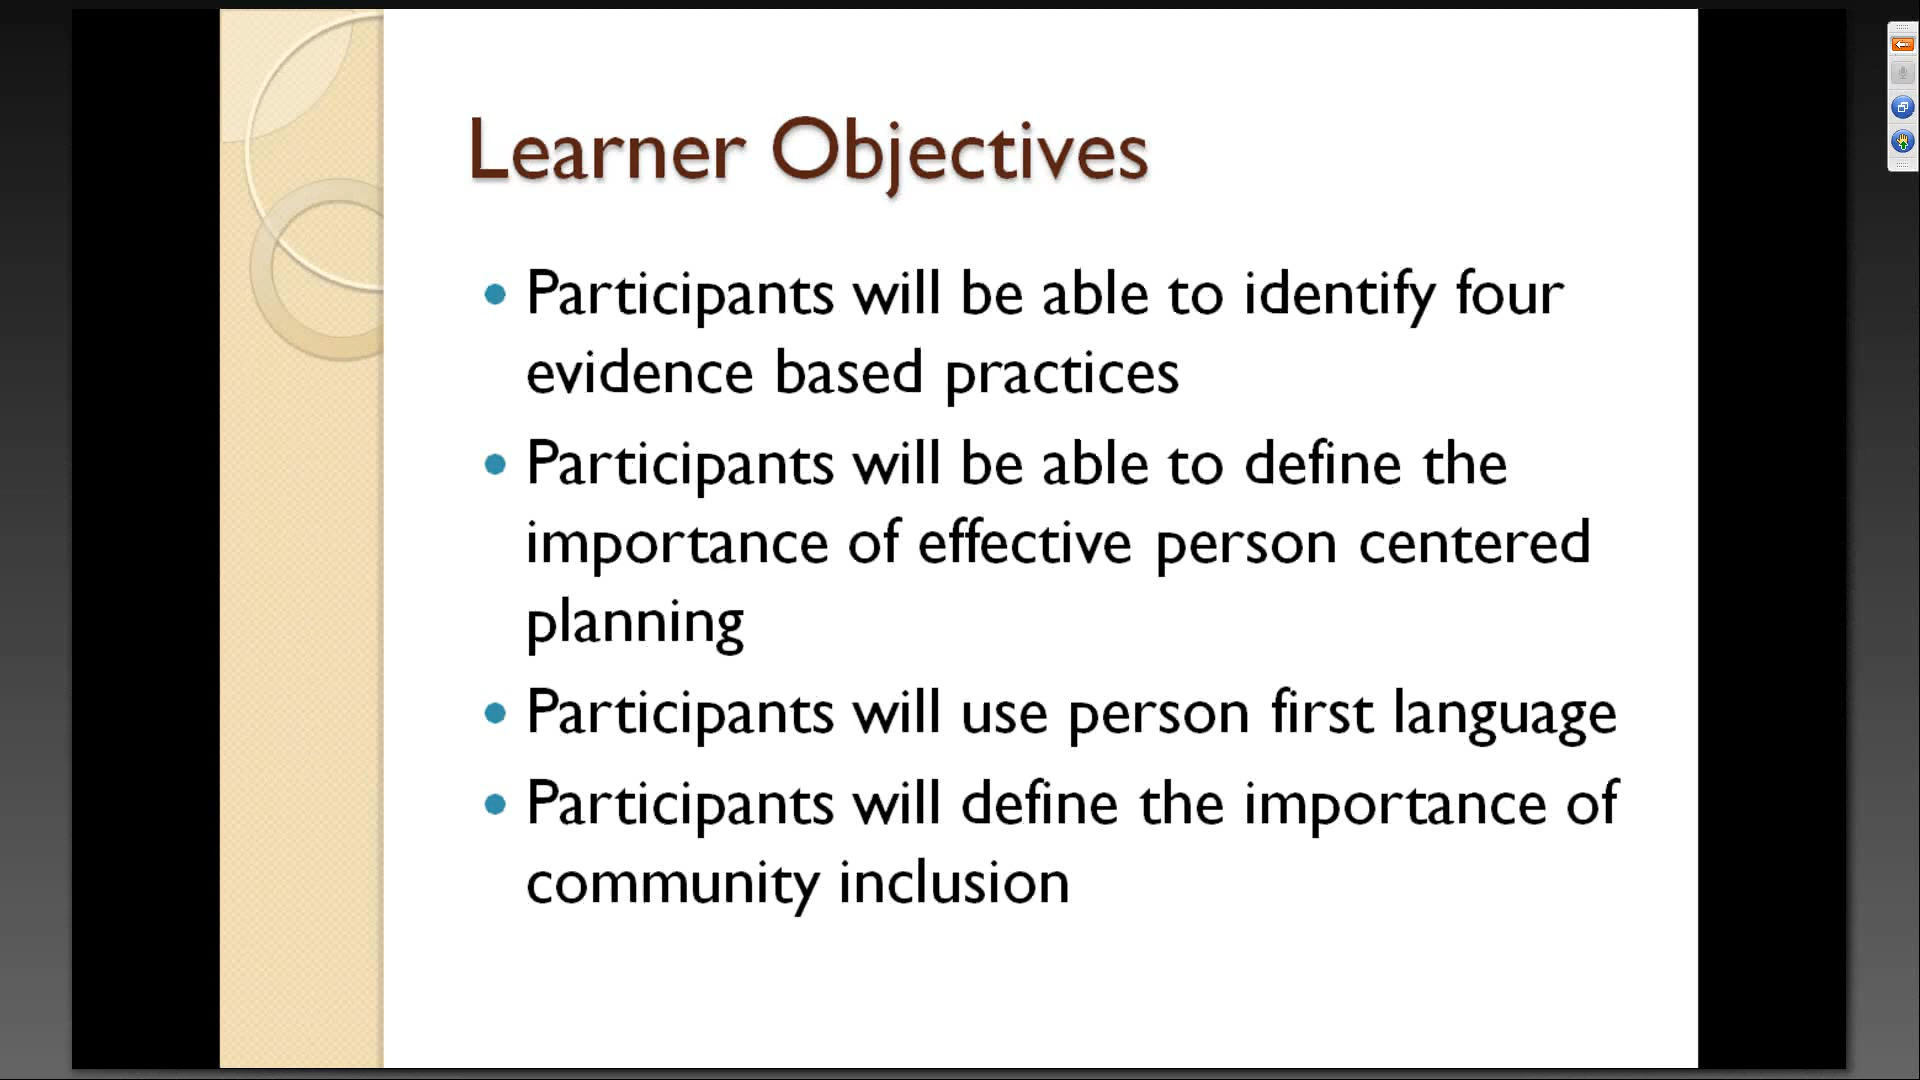 Learner Objectives
• Participants will be able to identify four
evidence based practices
• Participants will be able to define the
importance of effective person centered
planning
• Participants will use person first language
• Participants will define the importance of
community inclusion